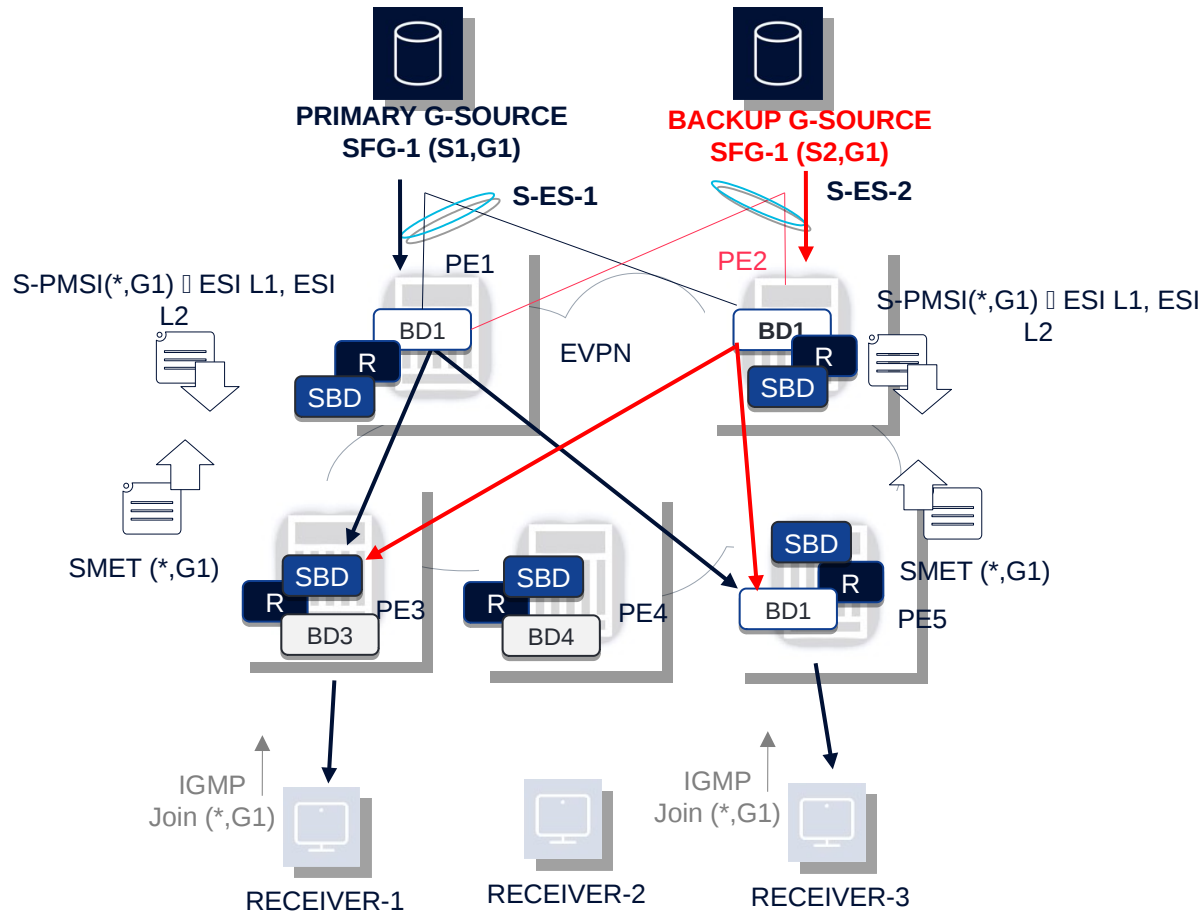 PRIMARY G-SOURCE
SFG-1 (S1,G1)
BACKUP G-SOURCE
SFG-1 (S2,G1)
S-ES-1
S-ES-2
PE1
PE2
S-PMSI(*,G1) ▯ ESI L1, ESI
L2
S-PMSI(*,G1) ▯ ESI L1, ESI
L2
BD1
R
SBD
EVPN
BD1
R
SBD
SMET (*,G1)
SBD
R
PE3
BD3
SBD
R
PE4
BD4
SBD
R
BD1
SMET (*,G1)
PE5
IGMP
Join (*,G1)
IGMP
Join (*,G1)
RECEIVER-1
RECEIVER-2
RECEIVER-3